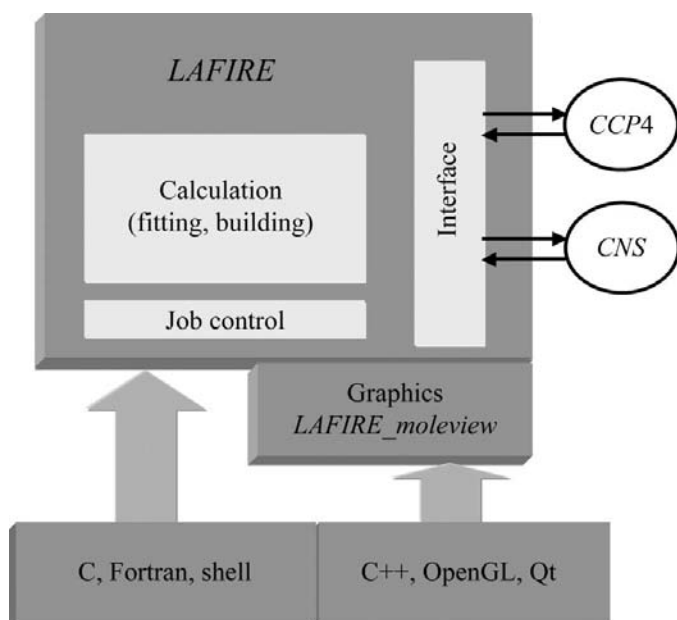 LAFIRE
Calculation
(fitting, building)
Job control
Interface
CCP4
CNS
Graphics
LAFIRE_moleview
C, Fortran, shell
C++, OpenGL, Qt